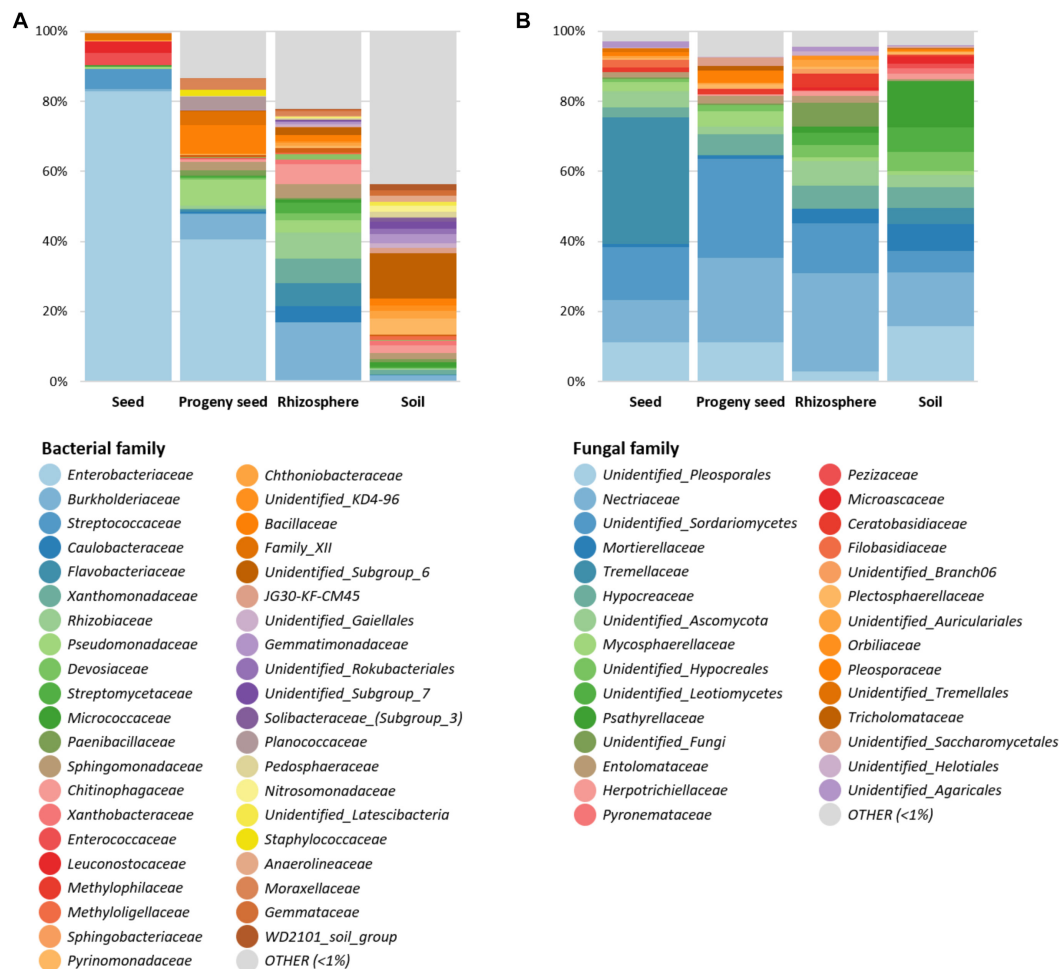 A
100%
80%
60%
40%
20%
0%
Seed
Progeny seed
Rhizosphere
Soil
Bacterial family
Enterobacteriaceae
Burkholderiaceae
Streptococcaceae
Caulobacteraceae
Flavobacteriaceae
Xanthomonadaceae
Rhizobiaceae
Pseudomonadaceae
Devosiaceae
Streptomycetaceae
Micrococcaceae
Paenibacillaceae
Sphingomonadaceae
Chitinophagaceae
Xanthobacteraceae
Enterococcaceae
Leuconostocaceae
Methylophilaceae
Methyloligellaceae
Sphingobacteriaceae
Pyrinomonadaceae
Chthoniobacteraceae
Unidentified_KD4-96
Bacillaceae
Family_XII
Unidentified_Subgroup_6
JG30-KF-CM45
Unidentified_Gaiellales
Gemmatimonadaceae
Unidentified_Rokubacteriales
Unidentified_Subgroup_7
Solibacteraceae_(Subgroup_3)
Planococcaceae
Pedosphaeraceae
Nitrosomonadaceae
Unidentified_Latescibacteria
Staphylococcaceae
Anaerolineaceae
Moraxellaceae
Gemmataceae
WD2101_soil_group
OTHER (<1%)
B
100%
80%
60%
40%
20%
0%
Seed
Progeny seed
Rhizosphere
Soil
Fungal family
Unidentified_Pleosporales
Nectriaceae
Unidentified_Sordariomycetes
Mortierellaceae
Tremellaceae
Hypocreaceae
Unidentified_Ascomycota
Mycosphaerellaceae
Unidentified_Hypocreales
Unidentified_Leotiomycetes
Psathyrellaceae
Unidentified_Fungi
Entolomataceae
Herpotrichiellaceae
Pyronemataceae
Pezizaceae
Microascaceae
Ceratobasidiaceae
Filobasidiaceae
Unidentified_Branch06
Plectosphaerellaceae
Unidentified_Auriculariales
Orbiliaceae
Pleosporaceae
Unidentified_Tremellales
Tricholomataceae
Unidentified_Saccharomycetales
Unidentified_Helotiales
Unidentified_Agaricales
OTHER (<1%)